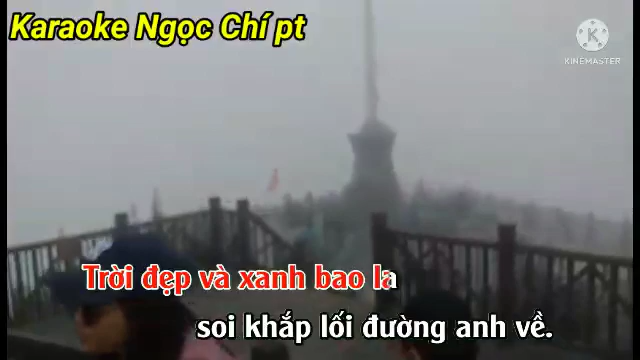 Karaoke Ngọc Chí pt
KINEMASTER
Trời đẹp và xanh bao la
soi khắp lối đường anh về.